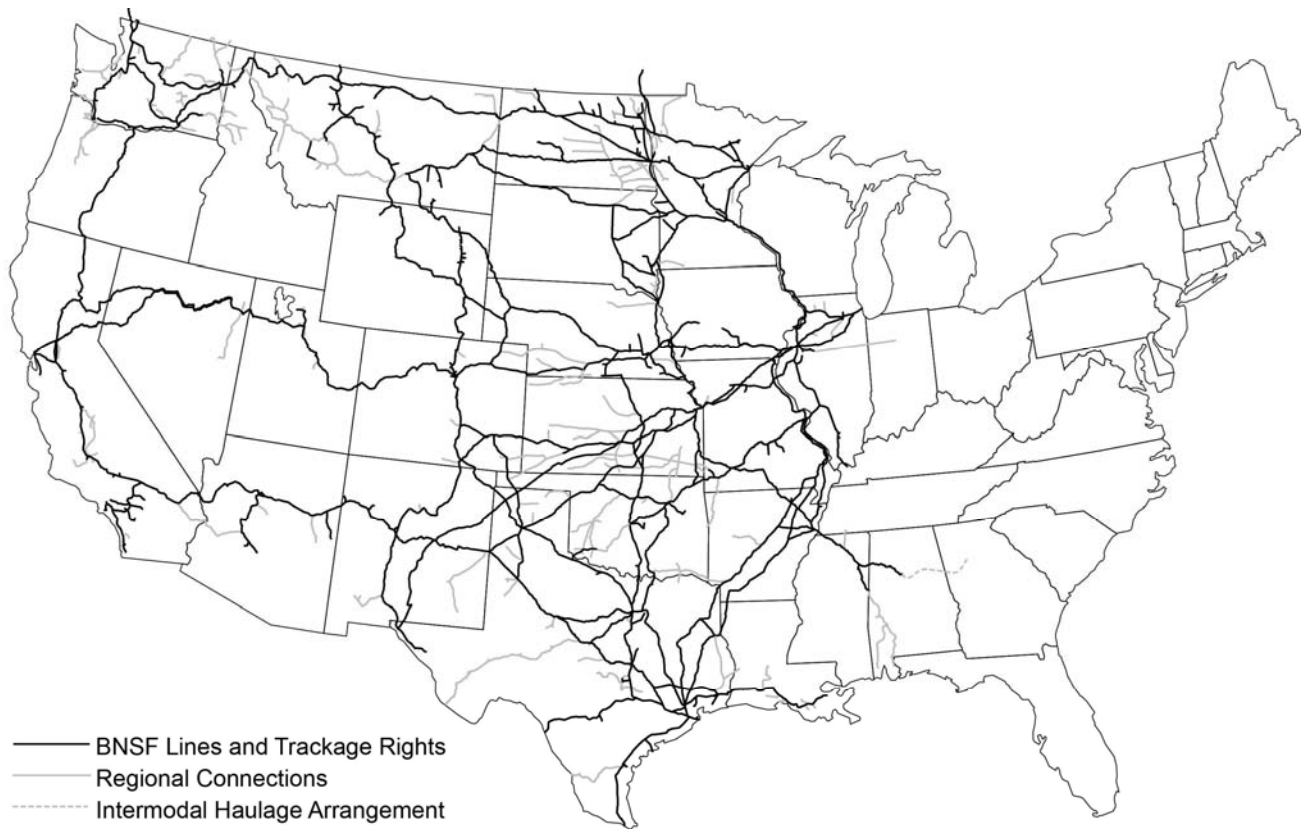 BNSF Lines and Trackage Rights
Regional Connections
Intermodal Haulage Arrangement